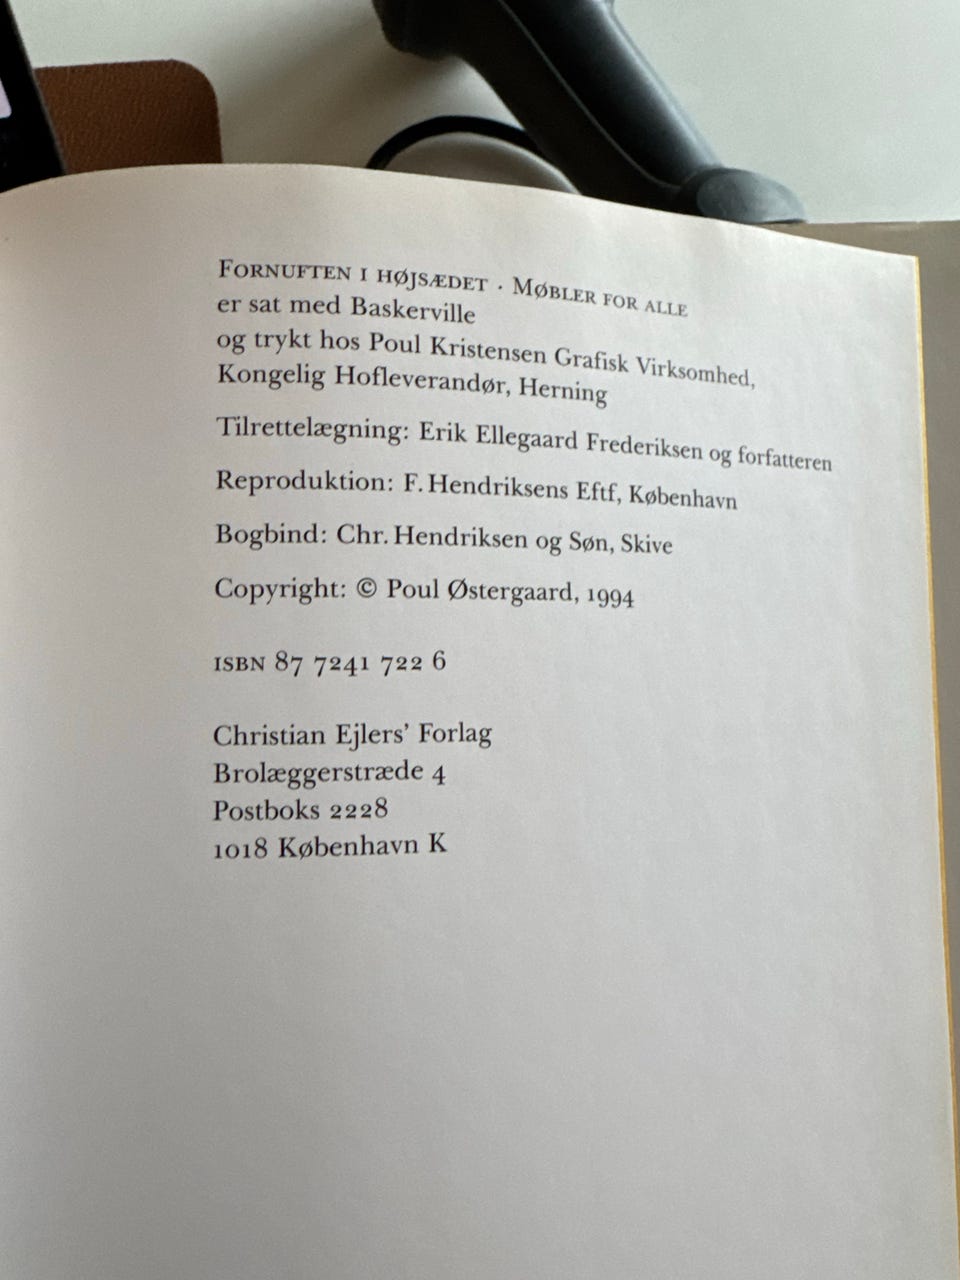 FORNUFTEN I HØJSÆDET · MØBLER FOR ALLE
er sat med Baskerville
og trykt hos Poul Kristensen Grafisk Virksomhed,
Kongelig Hofleverandør, Herning
Tilrettelægning: Erik Ellegaard Frederiksen og forfatteren
Reproduktion: F. Hendriksens Eftf, København
Bogbind: Chr. Hendriksen og Søn, Skive
Copyright: © Poul Østergaard, 1994
ISBN 87 7241 722 6
Christian Ejlers’ Forlag
Brolæggerstræde 4
Postboks 2228
1018 København K